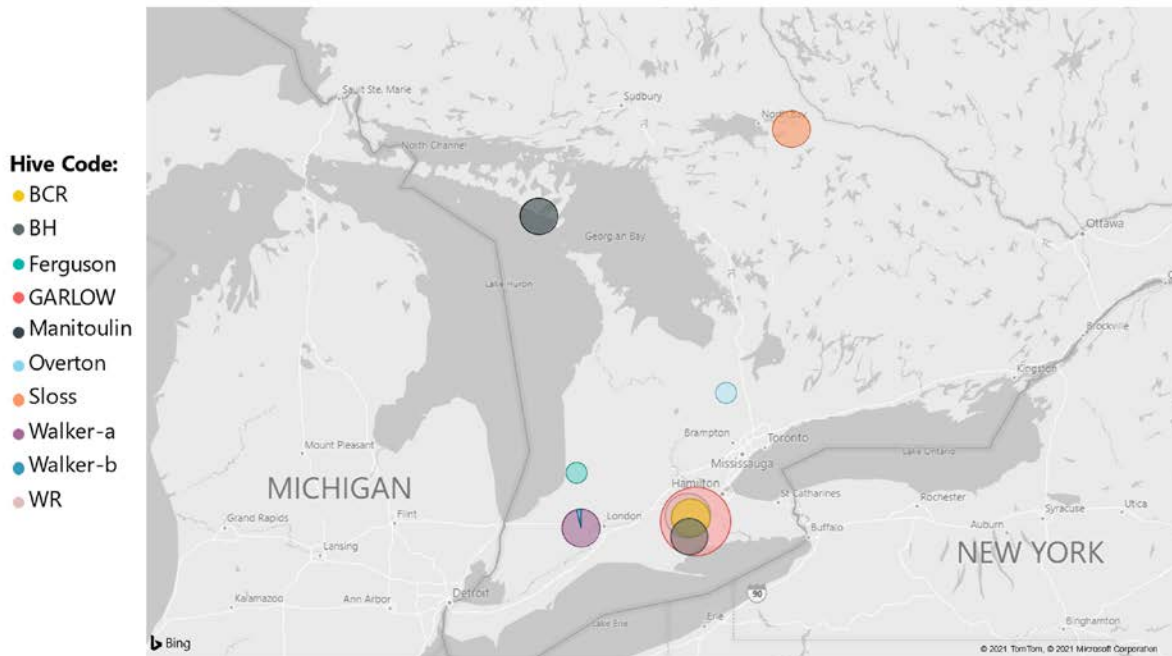 Hive Code:
BCR
BH
Ferguson
GARLOW
Manitoulin
Overton
Sloss
Walker-a
Walker-b
WR
Sault Ste. Marie
Sudbury
North Bay
North Channel
Georgian Bay
Ottawa
Lake Huron
Brockville
Kingston
Brampton
Toronto
Mount Pleasant
Mississauga
Lake Ontario
MICHIGAN
Hamilton
St Catharines
Rochester
Grand Rapids
Flint
London
Syracuse
Utica
Buffalo
Auburn
Lansing
NEW YORK
Kalamazoo
Ann Arbor
Detroit
90
Lake Erie
Erie
Binghamton
Bing
© 2021 TomTom, © 2021 Microsoft Corporation